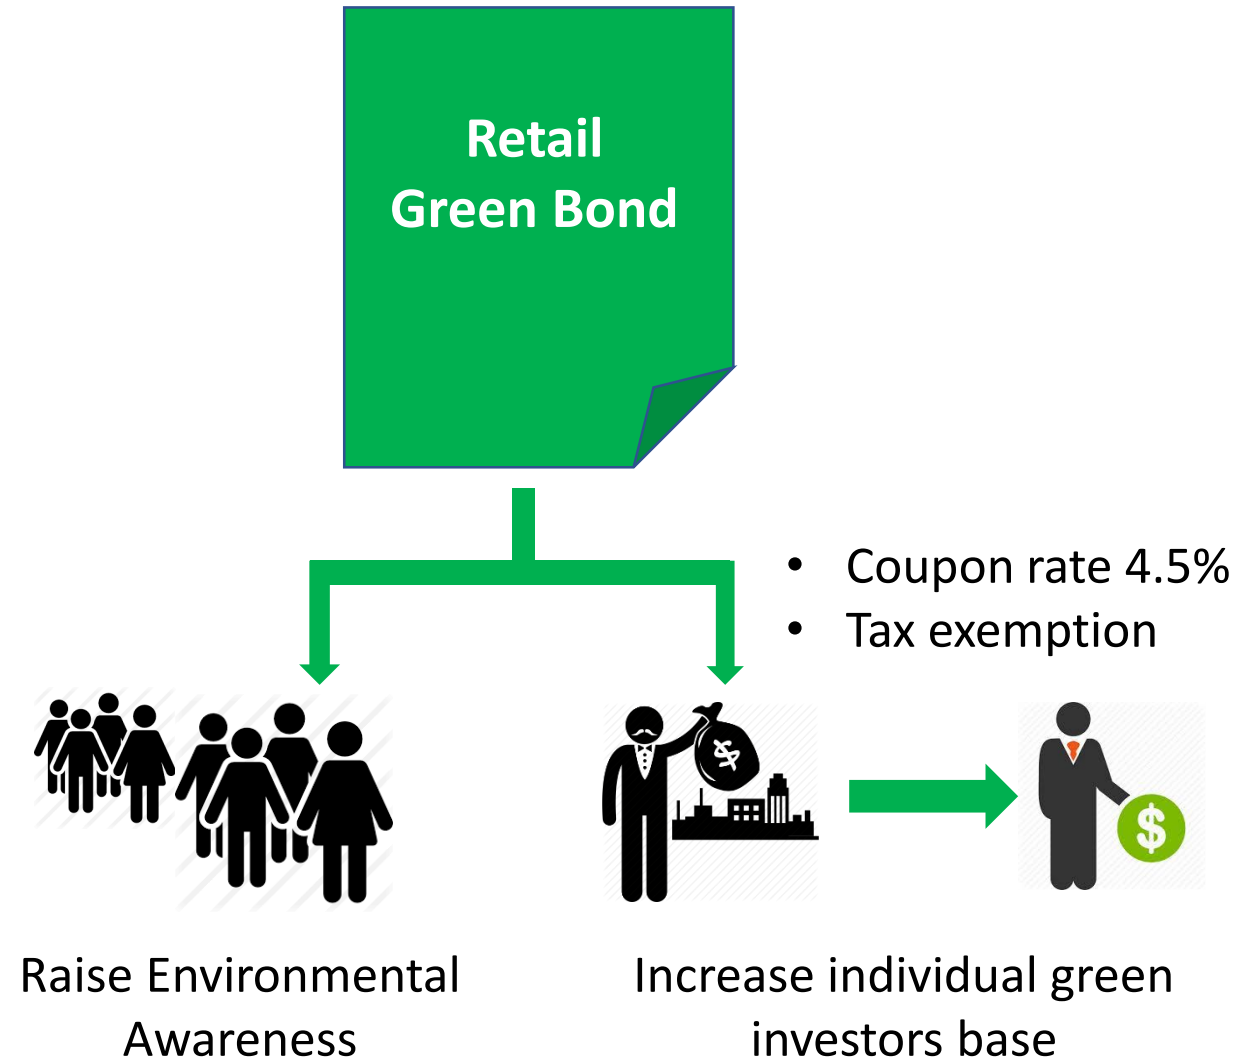 Retail
Green Bond
• Coupon rate 4.5%
• Tax exemption
$
$
Raise Environmental
Awareness
Increase individual green
investors base